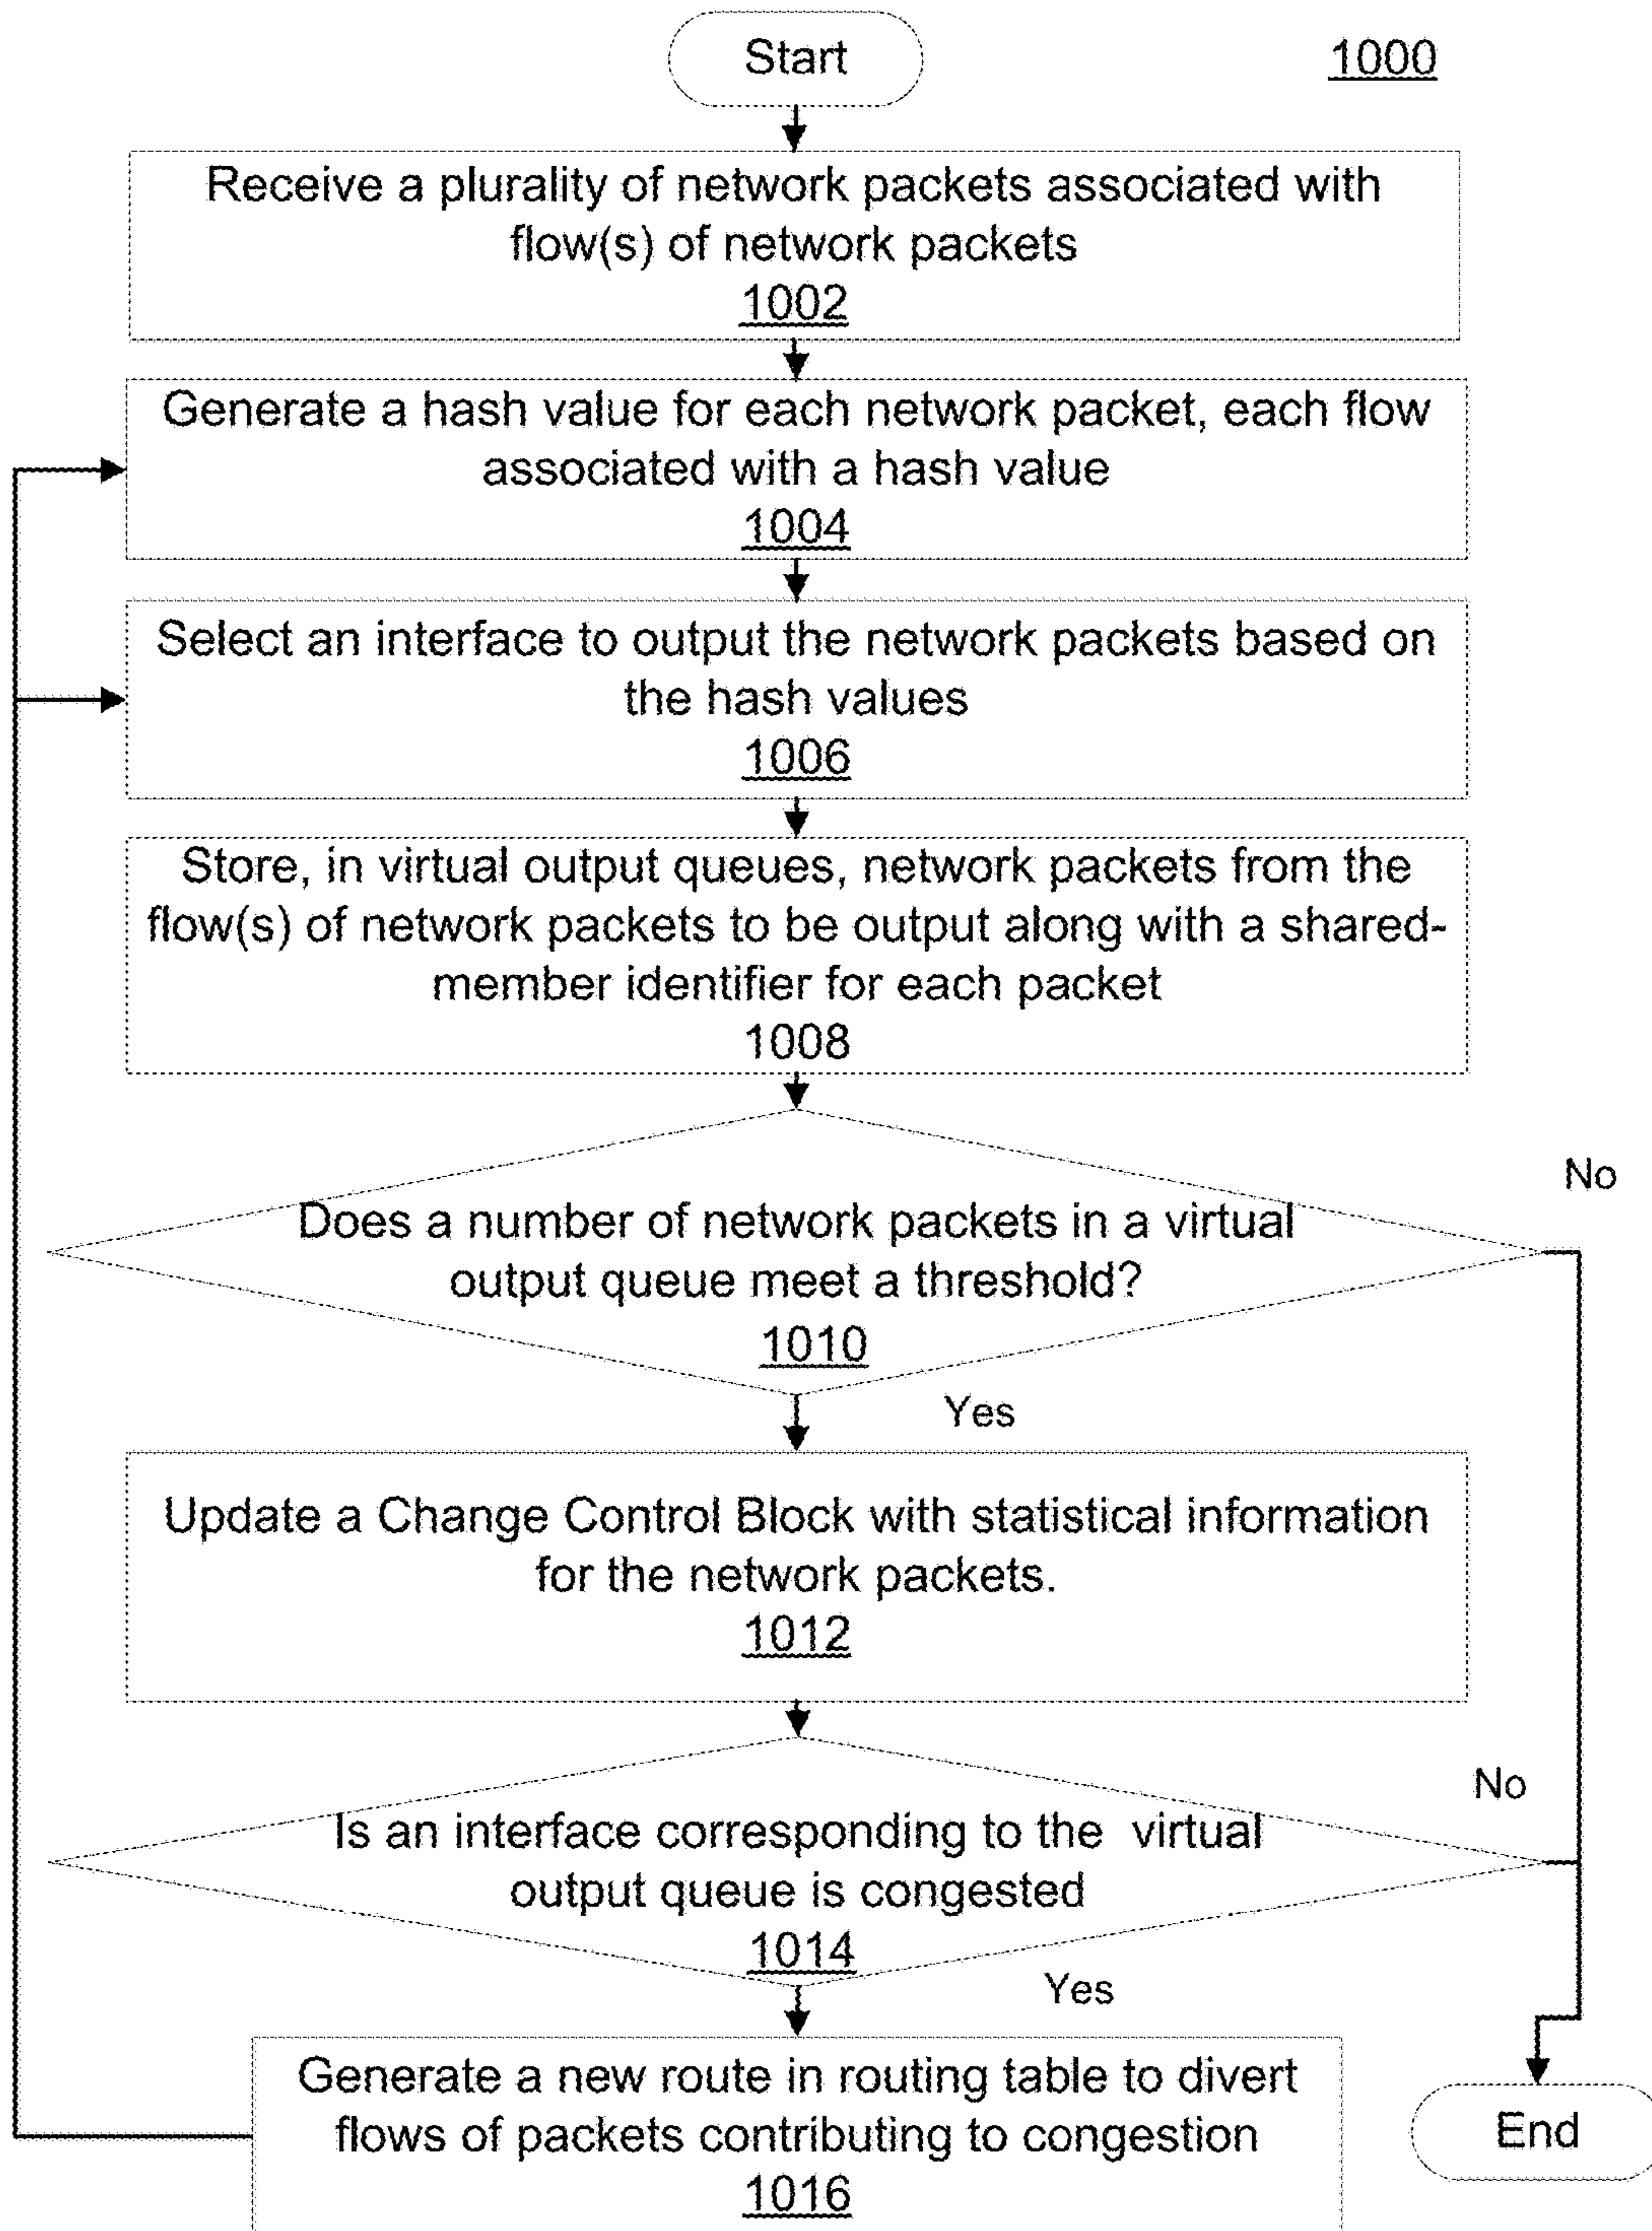 Start
1000
Receive a plurality of network packets associated with
flow(s) of network packets
1002
Generate a hash value for each network packet, each flow
associated with a hash value
1004
Select an interface to output the network packets based on
the hash values
1006
Store, in virtual output queues, network packets from the
flow(s) of network packets to be output along with a shared-
member identifier for each packet
1008
No
Does a number of network packets in a virtual
output queue meet a threshold?
1010
Yes
Update a Change Control Block with statistical information
for the network packets.
1012
No
Is an interface corresponding to the virtual
output queue is congested
1014
Yes
Generate a new route in routing table to divert
flows of packets contributing to congestion
1016
End